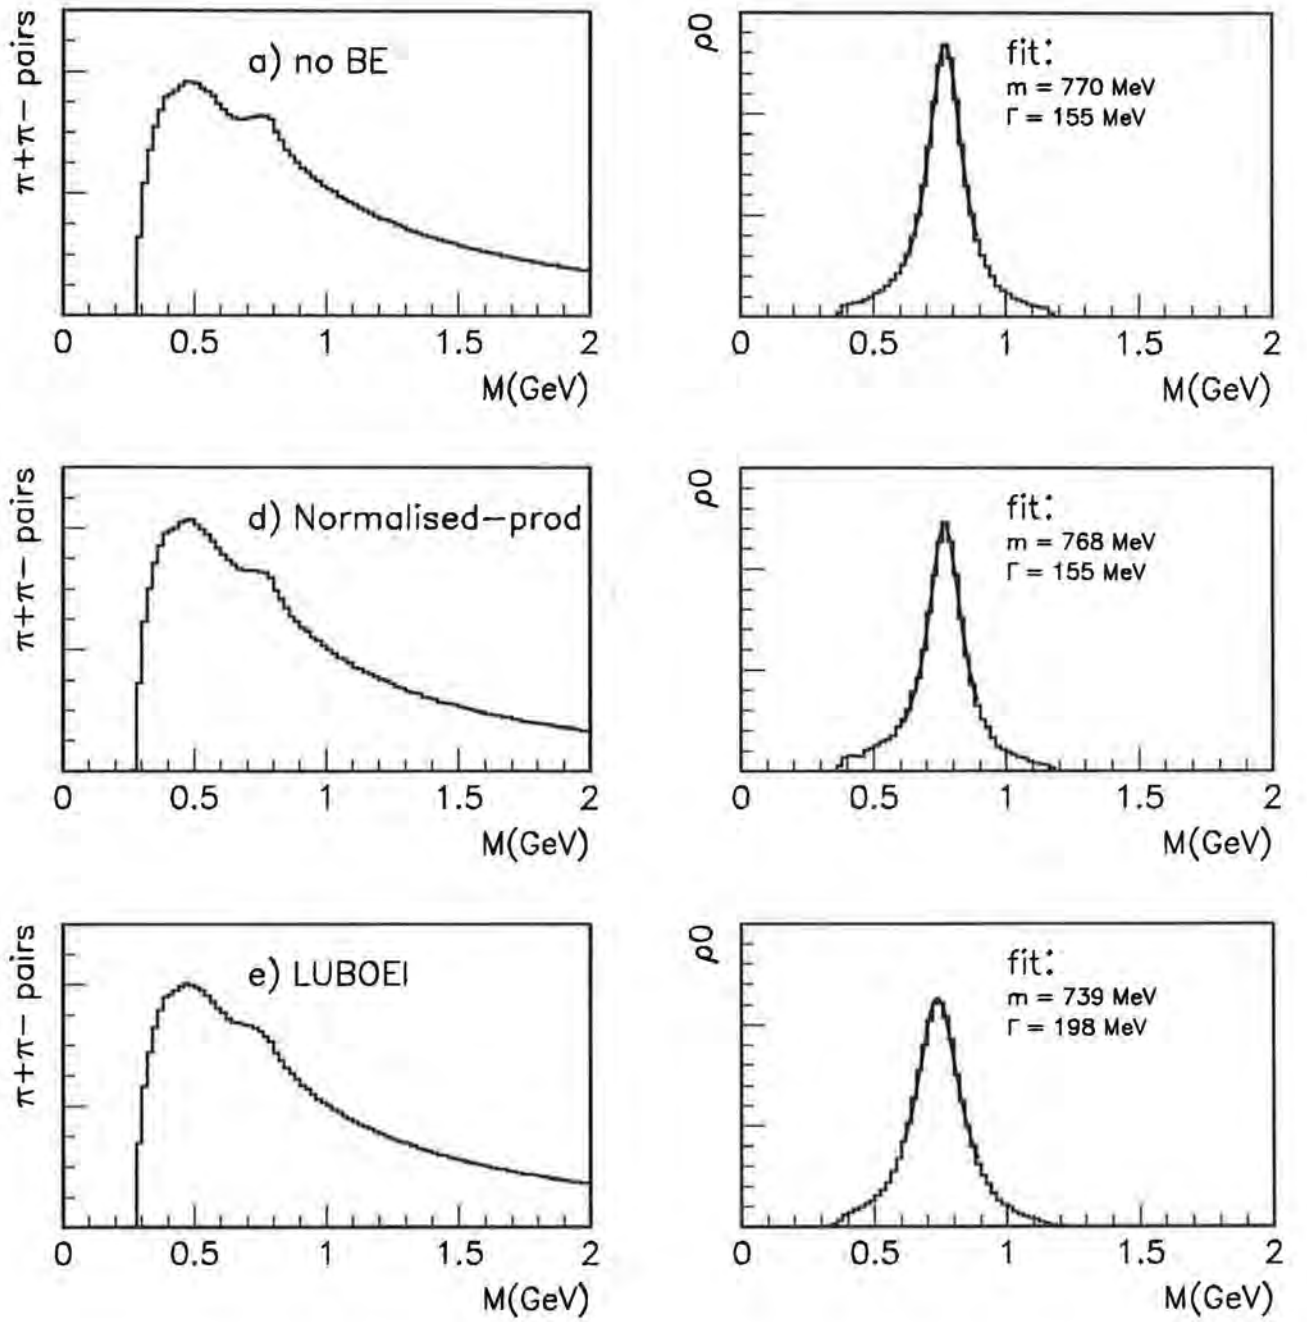 π+π− pairs
a) no BE
0 0.5 1 1.5 2
M(GeV)
ρ0
fit:
m = 770 MeV
Γ = 155 MeV
0 0.5 1 1.5 2
M(GeV)
π+π− pairs
d) Normalised−prod
0 0.5 1 1.5 2
M(GeV)
ρ0
fit:
m = 768 MeV
Γ = 155 MeV
0 0.5 1 1.5 2
M(GeV)
π+π− pairs
e) LUBOEI
0 0.5 1 1.5 2
M(GeV)
ρ0
fit:
m = 739 MeV
Γ = 198 MeV
0 0.5 1 1.5 2
M(GeV)